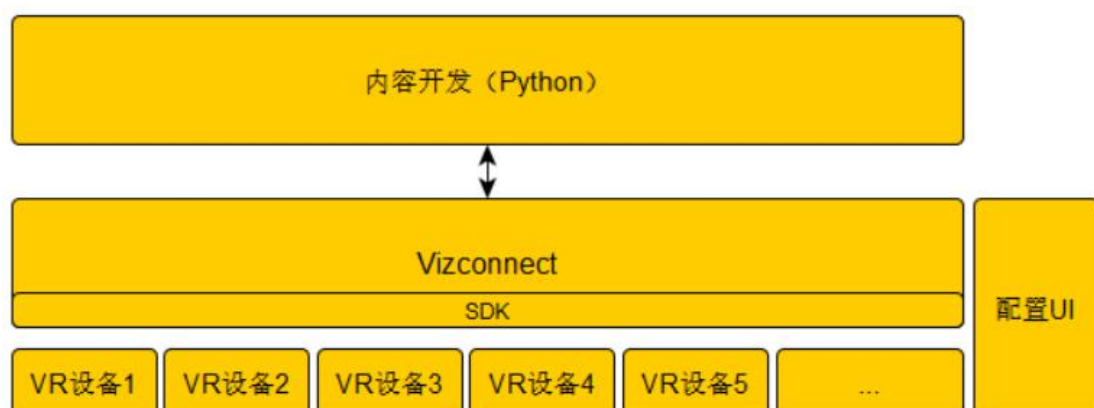 内容开发（Python）
Vizconnect
SDK
配置UI
VR设备1
VR设备2
VR设备3
VR设备4
VR设备5
...